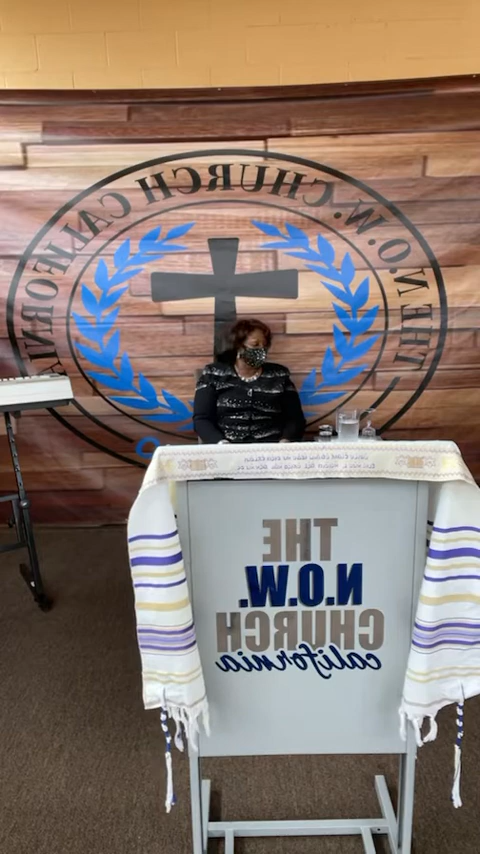 THE N.O.W. CHURCH CALIFORNIA
THE
N.O.W.
CHURCH
california